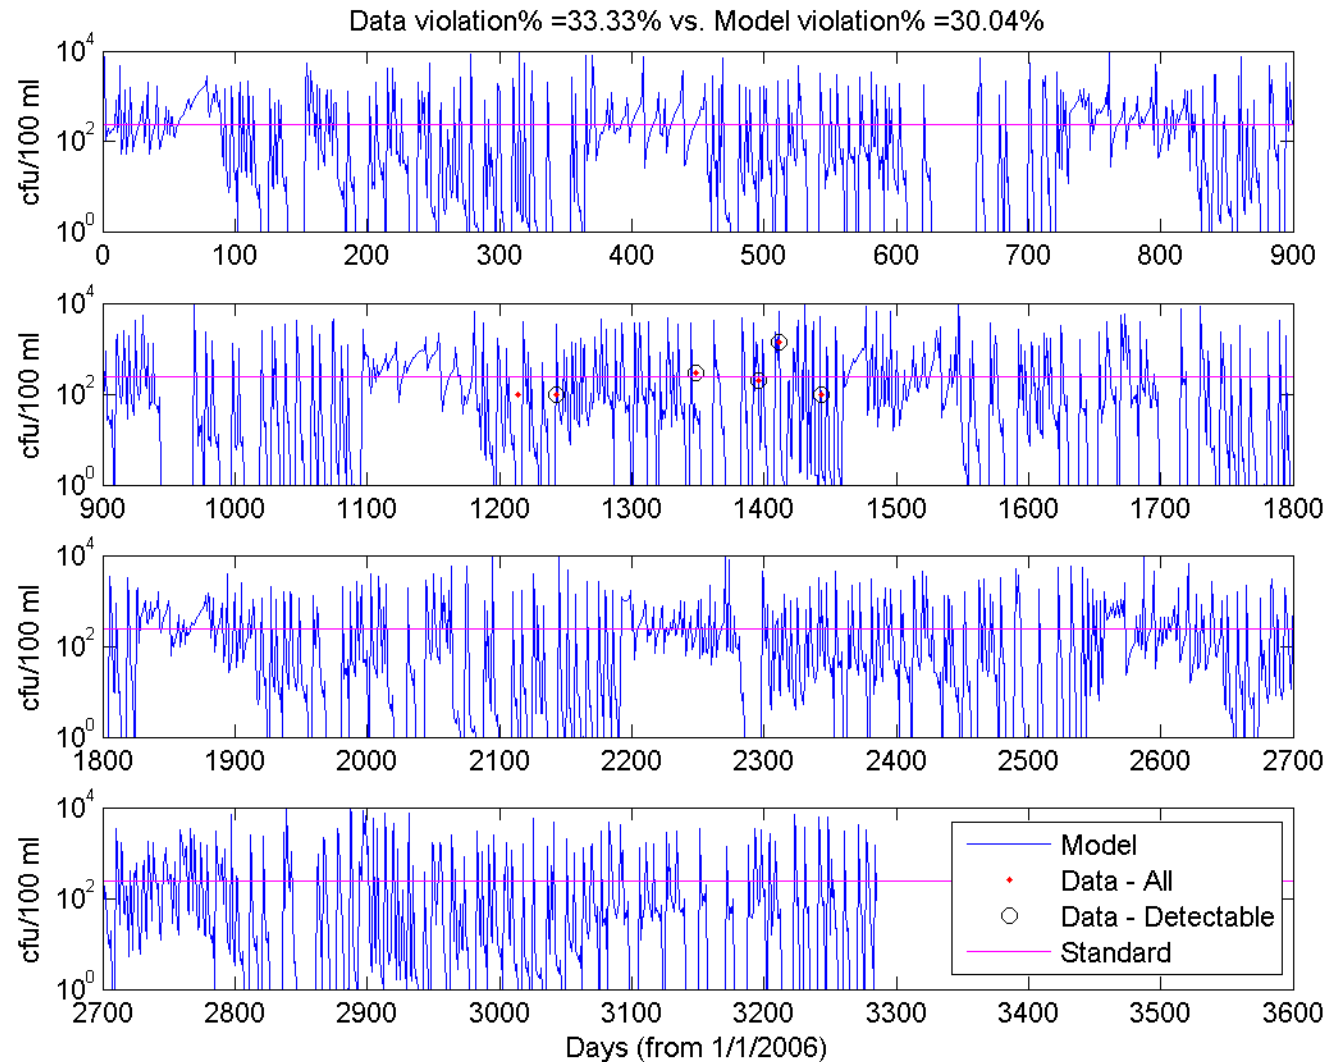 Data violation% =33.33% vs. Model violation% =30.04%
cfu/100 ml
10^4
10^2
10^0
0 100 200 300 400 500 600 700 800 900
cfu/100 ml
10^4
10^2
10^0
900 1000 1100 1200 1300 1400 1500 1600 1700 1800
cfu/100 ml
10^4
10^2
10^0
1800 1900 2000 2100 2200 2300 2400 2500 2600 2700
cfu/100 ml
10^4
10^2
10^0
Model
Data - All
Data - Detectable
Standard
2700 2800 2900 3000 3100 3200 3300 3400 3500 3600
Days (from 1/1/2006)